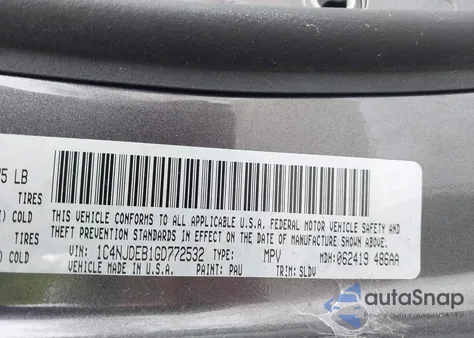 75 LB
TIRES
COLD
TIRES
COLD
THIS VEHICLE CONFORMS TO ALL APPLICABLE U.S.A. FEDERAL MOTOR VEHICLE SAFETY AND
THEFT PREVENTION STANDARDS IN EFFECT ON THE DATE OF MANUFACTURE SHOWN ABOVE.
VIN: 1C4NJDEB1GD772532 TYPE: MPV MDH: 062419 486AA
VEHICLE MADE IN U.S.A. PAINT: PAU TRIM: SLDV
autoSnap